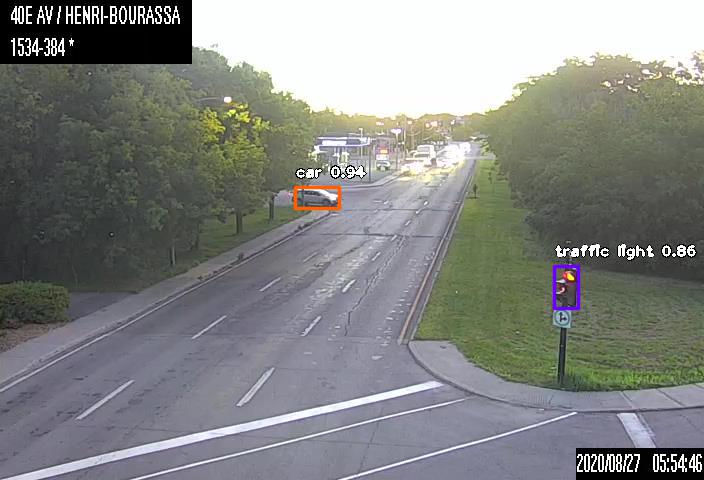 40E AV / HENRI-BOURASSA
1534-384 *
car 0.94
traffic light 0.86
2020/08/27 05:54:46